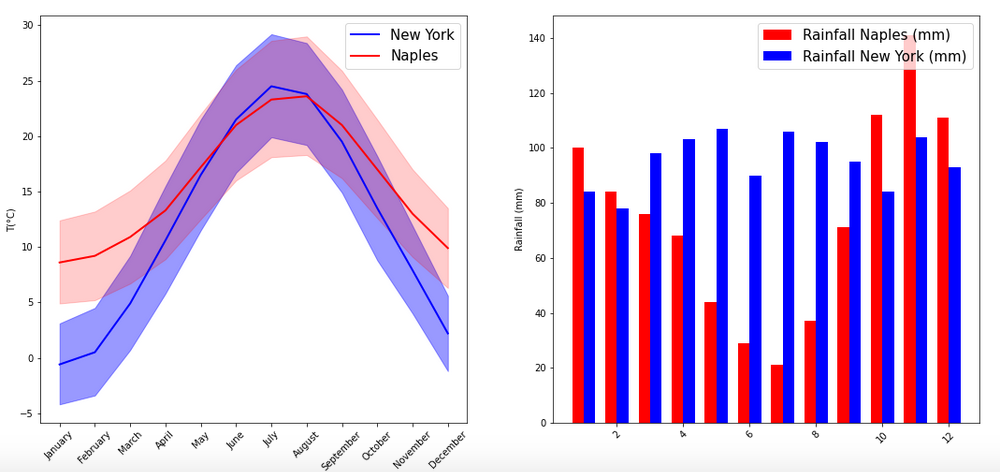 30
25
20
15
10
5
0
−5
T(°C)
New York
Naples
January
February
March
April
May
June
July
August
September
October
November
December
140
120
100
80
60
40
20
0
Rainfall (mm)
Rainfall Naples (mm)
Rainfall New York (mm)
2
4
6
8
10
12